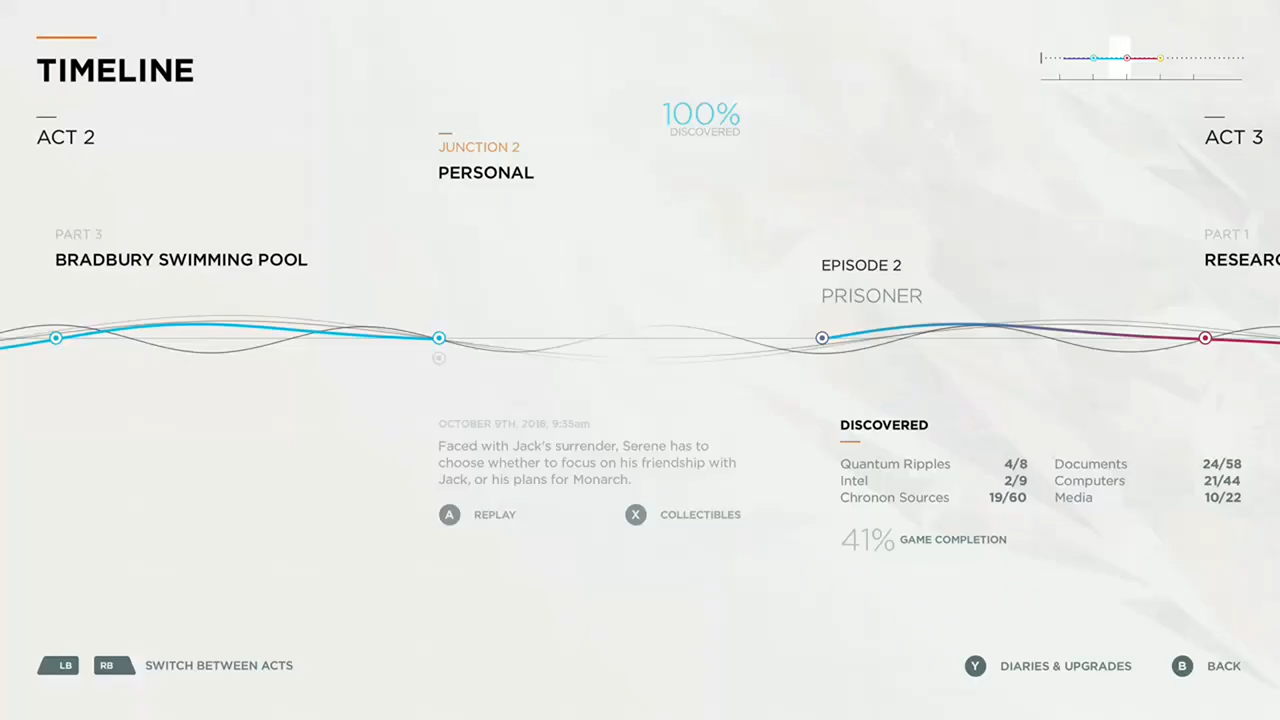 TIMELINE
ACT 2
100%
DISCOVERED
ACT 3
JUNCTION 2
PERSONAL
PART 3
BRADBURY SWIMMING POOL
PART 1
RESEARC
EPISODE 2
PRISONER
OCTOBER 9TH, 2016, 9:35am
Faced with Jack's surrender, Serene has to
choose whether to focus on his friendship with
Jack, or his plans for Monarch.
A REPLAY
X COLLECTIBLES
DISCOVERED
Quantum Ripples 4/8 Documents 24/58
Intel 2/9 Computers 21/44
Chronon Sources 19/60 Media 10/22
41% GAME COMPLETION
LB RB SWITCH BETWEEN ACTS
Y DIARIES & UPGRADES
B BACK